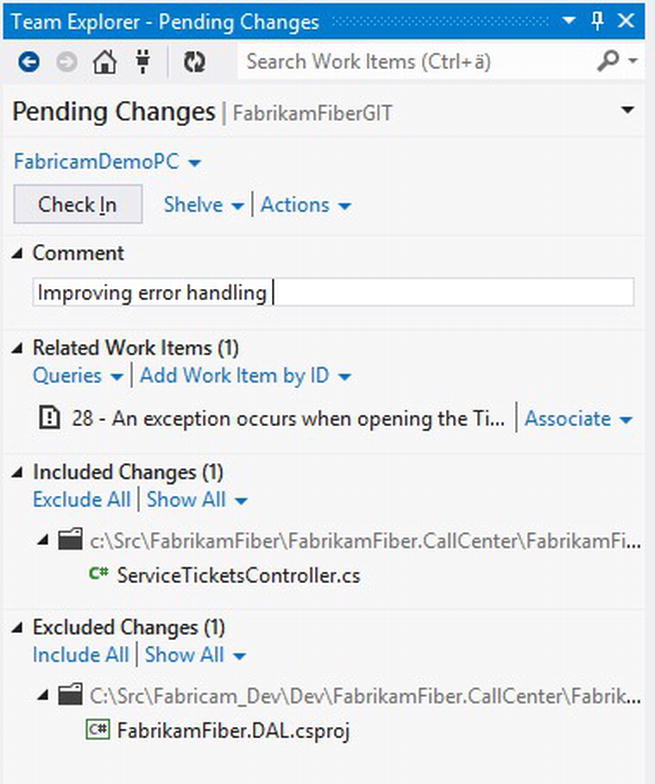 Team Explorer - Pending Changes
Search Work Items (Ctrl+ä)
Pending Changes | FabrikamFiberGIT
FabricamDemoPC
Check In Shelve Actions
Comment
Improving error handling
Related Work Items (1)
Queries Add Work Item by ID
28 - An exception occurs when opening the Ti... Associate
Included Changes (1)
Exclude All Show All
c:\Src\FabrikamFiber\FabrikamFiber.CallCenter\FabrikamFi...
C# ServiceTicketsController.cs
Excluded Changes (1)
Include All Show All
C:\Src\Fabricam_Dev\Dev\FabrikamFiber.CallCenter\Fabrik...
C# FabrikamFiber.DAL.csproj